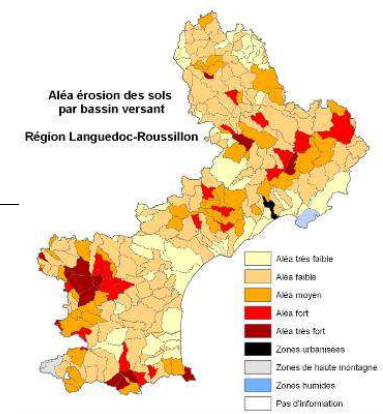 Aléa érosion des sols
par bassin versant
Région Languedoc-Roussillon
Aléa très faible
Aléa faible
Aléa moyen
Aléa fort
Aléa très fort
Zones urbanisées
Zones de haute montagne
Zones humides
Pas d'information